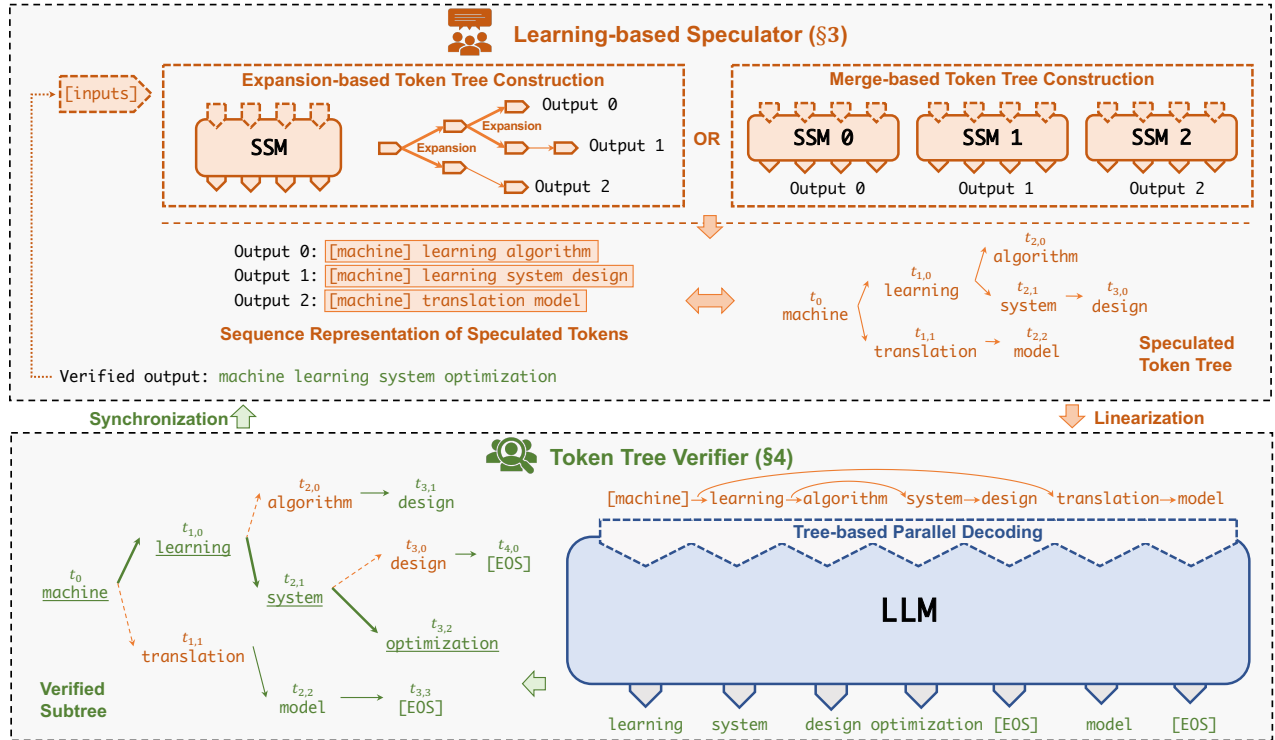 Learning-based Speculator (§3)
[inputs]
Expansion-based Token Tree Construction
SSM
Expansion
Expansion
Output 0
Output 1
Output 2
OR
Merge-based Token Tree Construction
SSM 0
SSM 1
SSM 2
Output 0
Output 1
Output 2
Output 0: [machine] learning algorithm
Output 1: [machine] learning system design
Output 2: [machine] translation model
Sequence Representation of Speculated Tokens
t0
machine
t1,0
learning
t2,0
algorithm
t2,1
system
t3,0
design
t1,1
translation
t2,2
model
Speculated
Token Tree
Verified output: machine learning system optimization
Synchronization
Linearization
Token Tree Verifier (§4)
t0
machine
t1,0
learning
t2,0
algorithm
t3,1
design
t2,1
system
t3,0
design
t4,0
[EOS]
t3,2
optimization
t1,1
translation
t2,2
model
t3,3
[EOS]
Verified
Subtree
[machine] learning algorithm system design translation model
Tree-based Parallel Decoding
LLM
learning system design optimization [EOS] model [EOS]